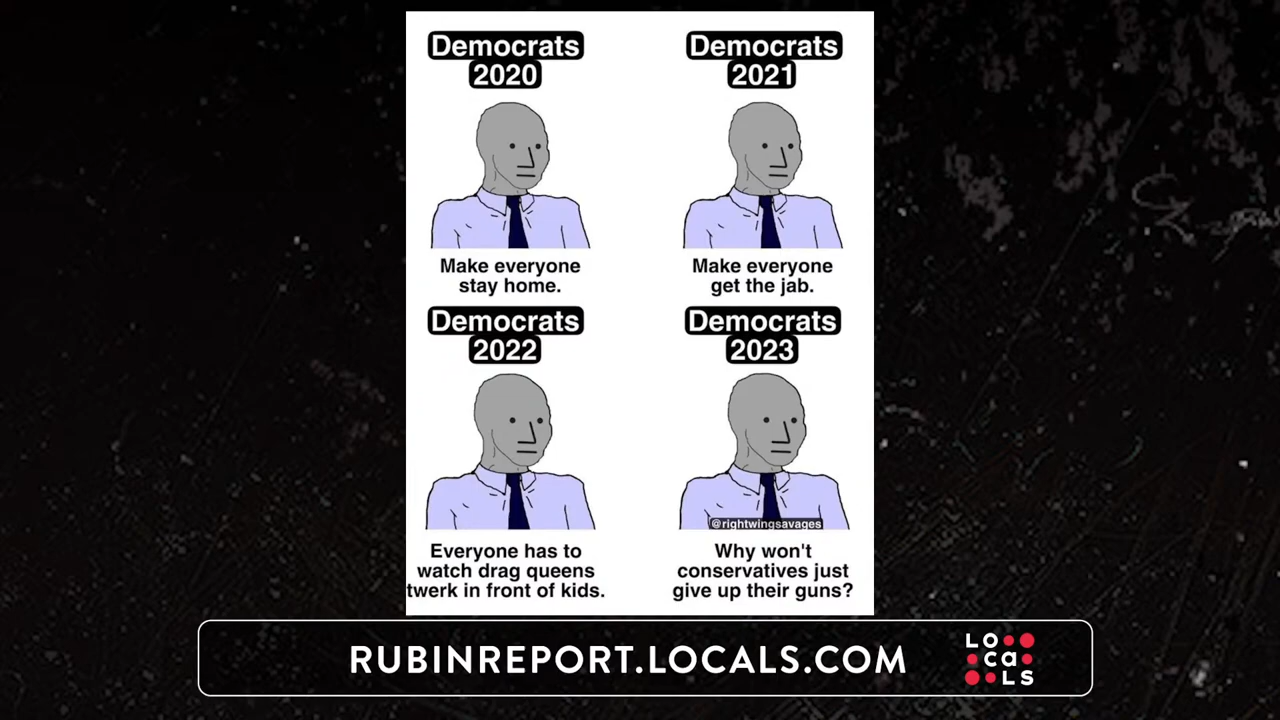 Democrats
2020
Make everyone
stay home.
Democrats
2021
Make everyone
get the jab.
Democrats
2022
Everyone has to
watch drag queens
twerk in front of kids.
Democrats
2023
@rightwingsavages
Why won't
conservatives just
give up their guns?
RUBINREPORT.LOCALS.COM
LO
ca
LS